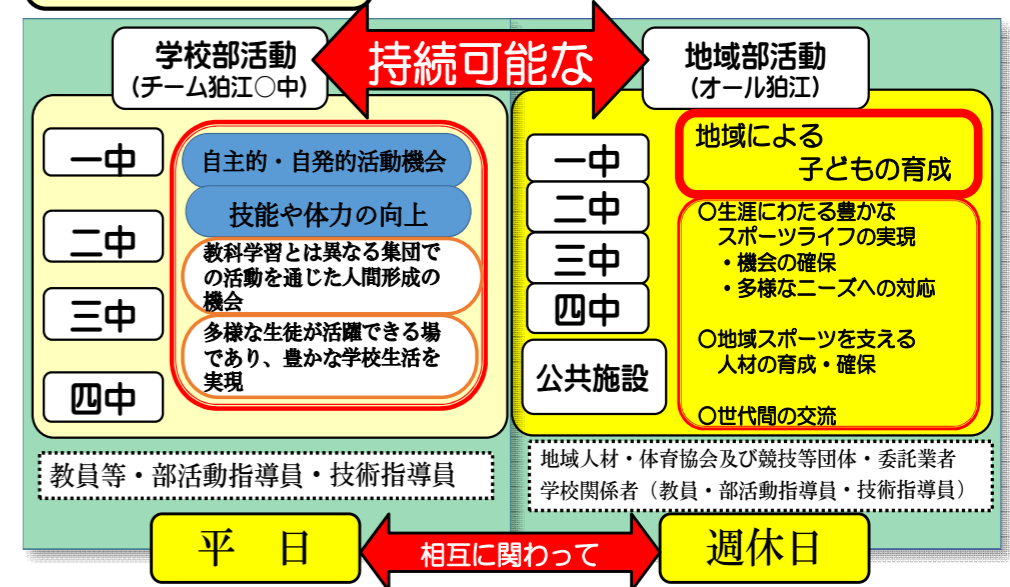 学校部活動
(チーム狛江○中)
持続可能な
地域部活動
(オール狛江)
一中
二中
三中
四中
自主的・自発的活動機会
技能や体力の向上
教科学習とは異なる集団で
の活動を通じた人間形成の
機会
多様な生徒が活躍できる場
であり、豊かな学校生活を
実現
一中
二中
三中
四中
公共施設
地域による
子どもの育成
○生涯にわたる豊かな
スポーツライフの実現
・機会の確保
・多様なニーズへの対応
○地域スポーツを支える
人材の育成・確保
○世代間の交流
教員等・部活動指導員・技術指導員
地域人材・体育協会及び競技等団体・委託業者
学校関係者（教員・部活動指導員・技術指導員）
平　日
相互に関わって
週休日